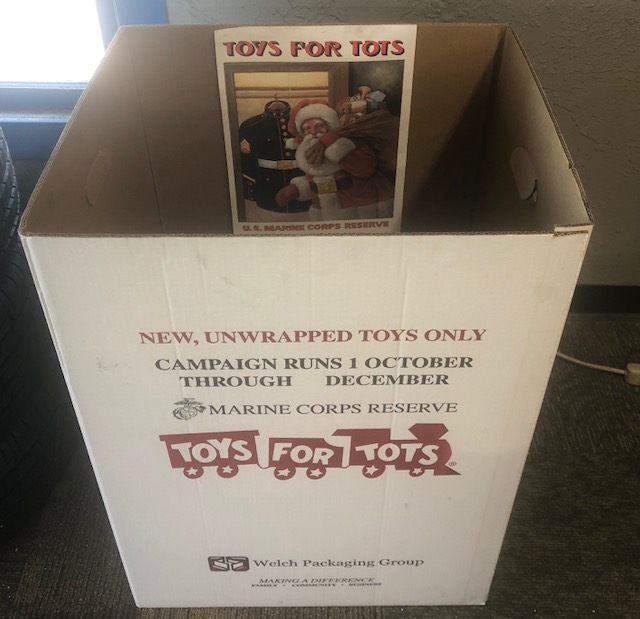 TOYS FOR TOTS
U.S. MARINE CORPS RESERVE
NEW, UNWRAPPED TOYS ONLY
CAMPAIGN RUNS 1 OCTOBER
THROUGH DECEMBER
MARINE CORPS RESERVE
TOYS FOR TOTS®
Welch Packaging Group
MAKING A DIFFERENCE
FAMILY • COMMUNITY • BUSINESS